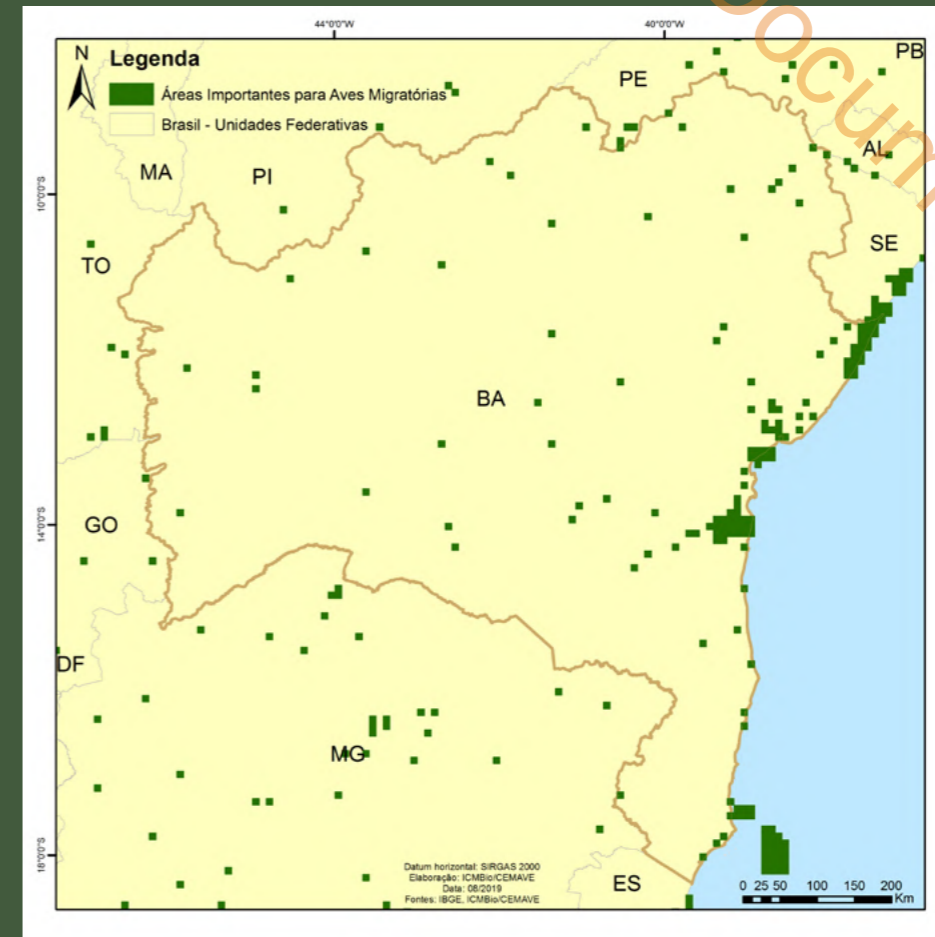 44°0'0"W
40°0'0"W
N
Legenda
Áreas Importantes para Aves Migratórias
Brasil - Unidades Federativas
PB
PE
AL
MA
PI
10°0'0"S
SE
TO
BA
14°0'0"S
GO
DF
MG
18°0'0"S
ES
Datum horizontal: SIRGAS 2000
Elaboração: ICMBio/CEMAVE
Data: 08/2019
Fontes: IBGE, ICMBio/CEMAVE
0 25 50 100 150 200
Km
ocum